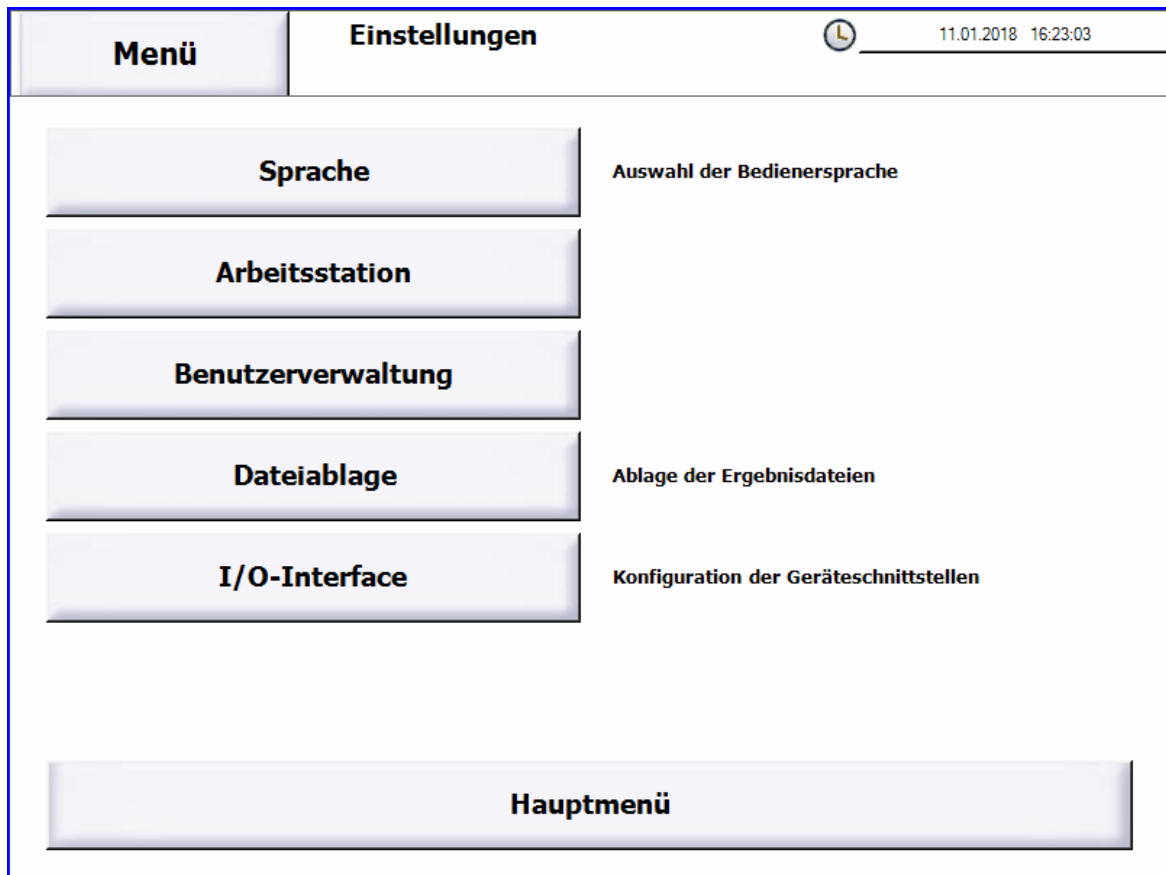 Menü
Einstellungen
11.01.2018 16:23:03
Sprache
Auswahl der Bedienersprache
Arbeitsstation
Benutzerverwaltung
Dateiablage
Ablage der Ergebnisdateien
I/O-Interface
Konfiguration der Geräteschnittstellen
Hauptmenü